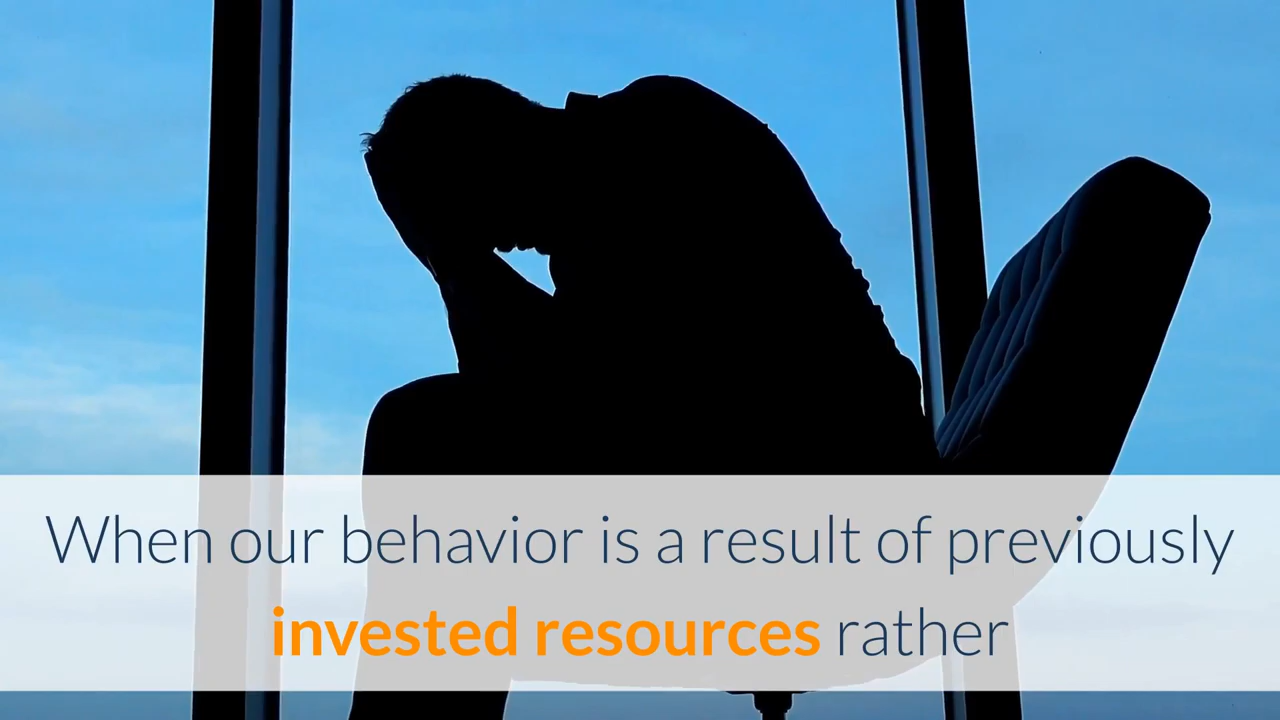 When our behavior is a result of previously
invested resources rather